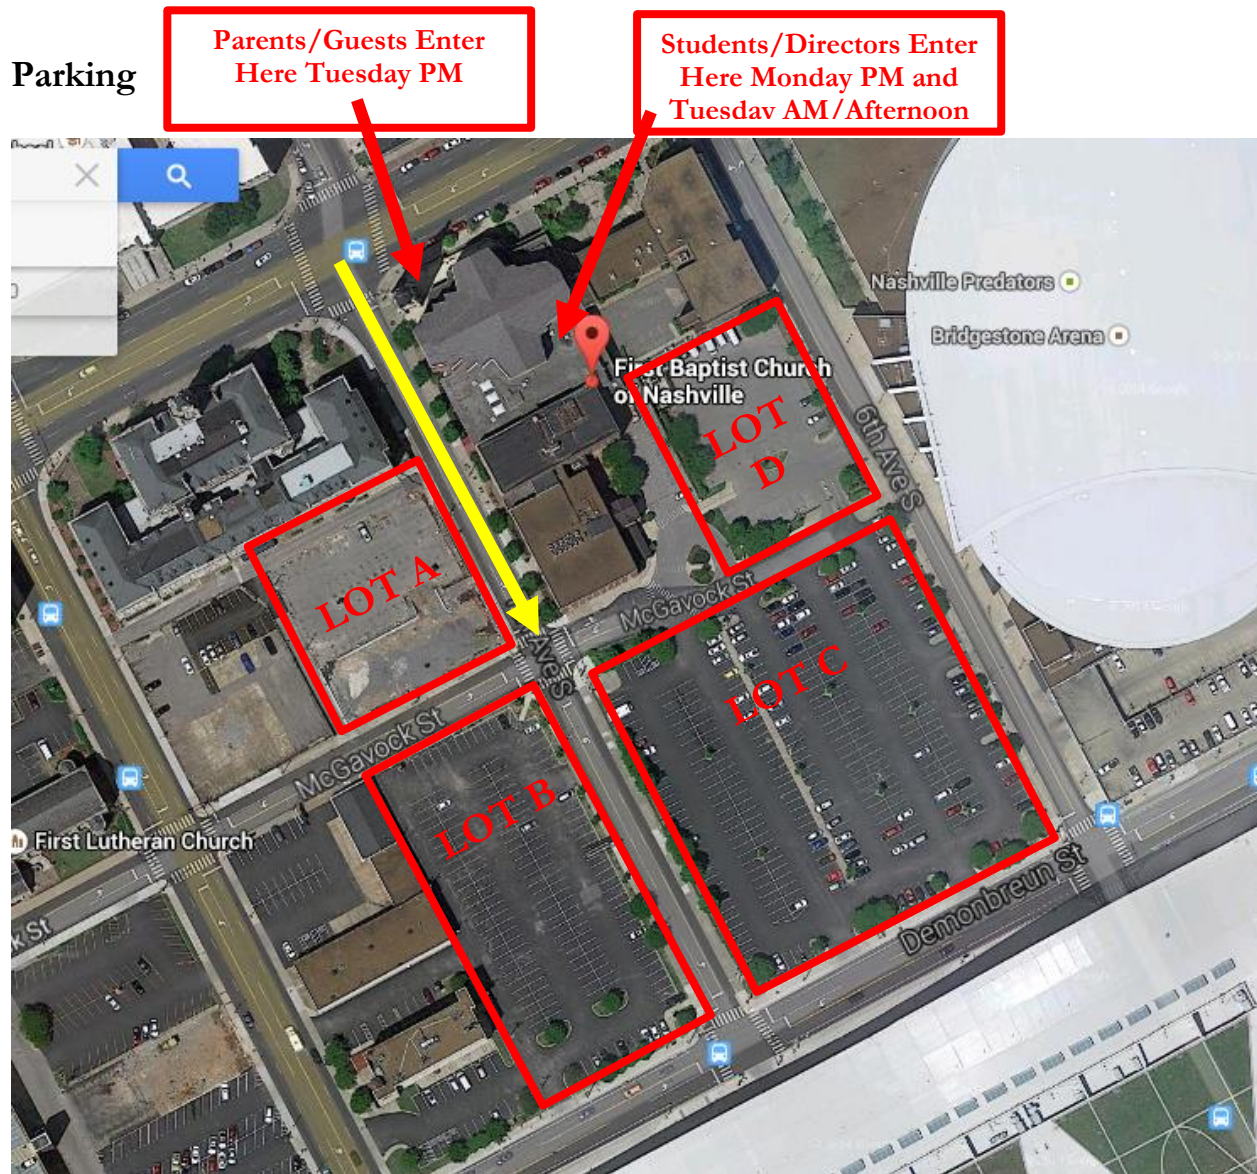 Parking
Parents/Guests Enter
Here Tuesday PM
Students/Directors Enter
Here Monday PM and
Tuesday AM/Afternoon
Nashville Predators
Bridgestone Arena
First Baptist Church
of Nashville
LOT
D
6th Ave S
LOT A
McGavock St
Ave S
LOT C
McGavock St
LOT B
First Lutheran Church
Demonbreun St
k St